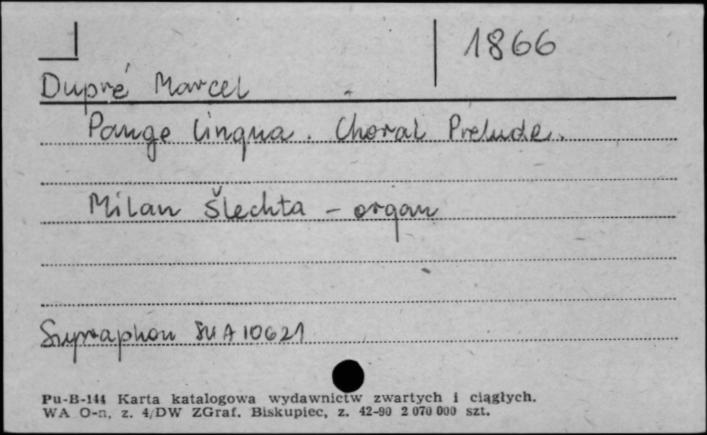 1866
Dupré Marcel
Pange lingua. Choral Prelude.
Milan Šlechta - organ
Supraphon SUA 10621
Pu-B-144 Karta katalogowa wydawnictw zwartych i ciągłych.
WA O-n, z. 4/DW ZGraf. Biskupiec, z. 42-90 2 070 000 szt.